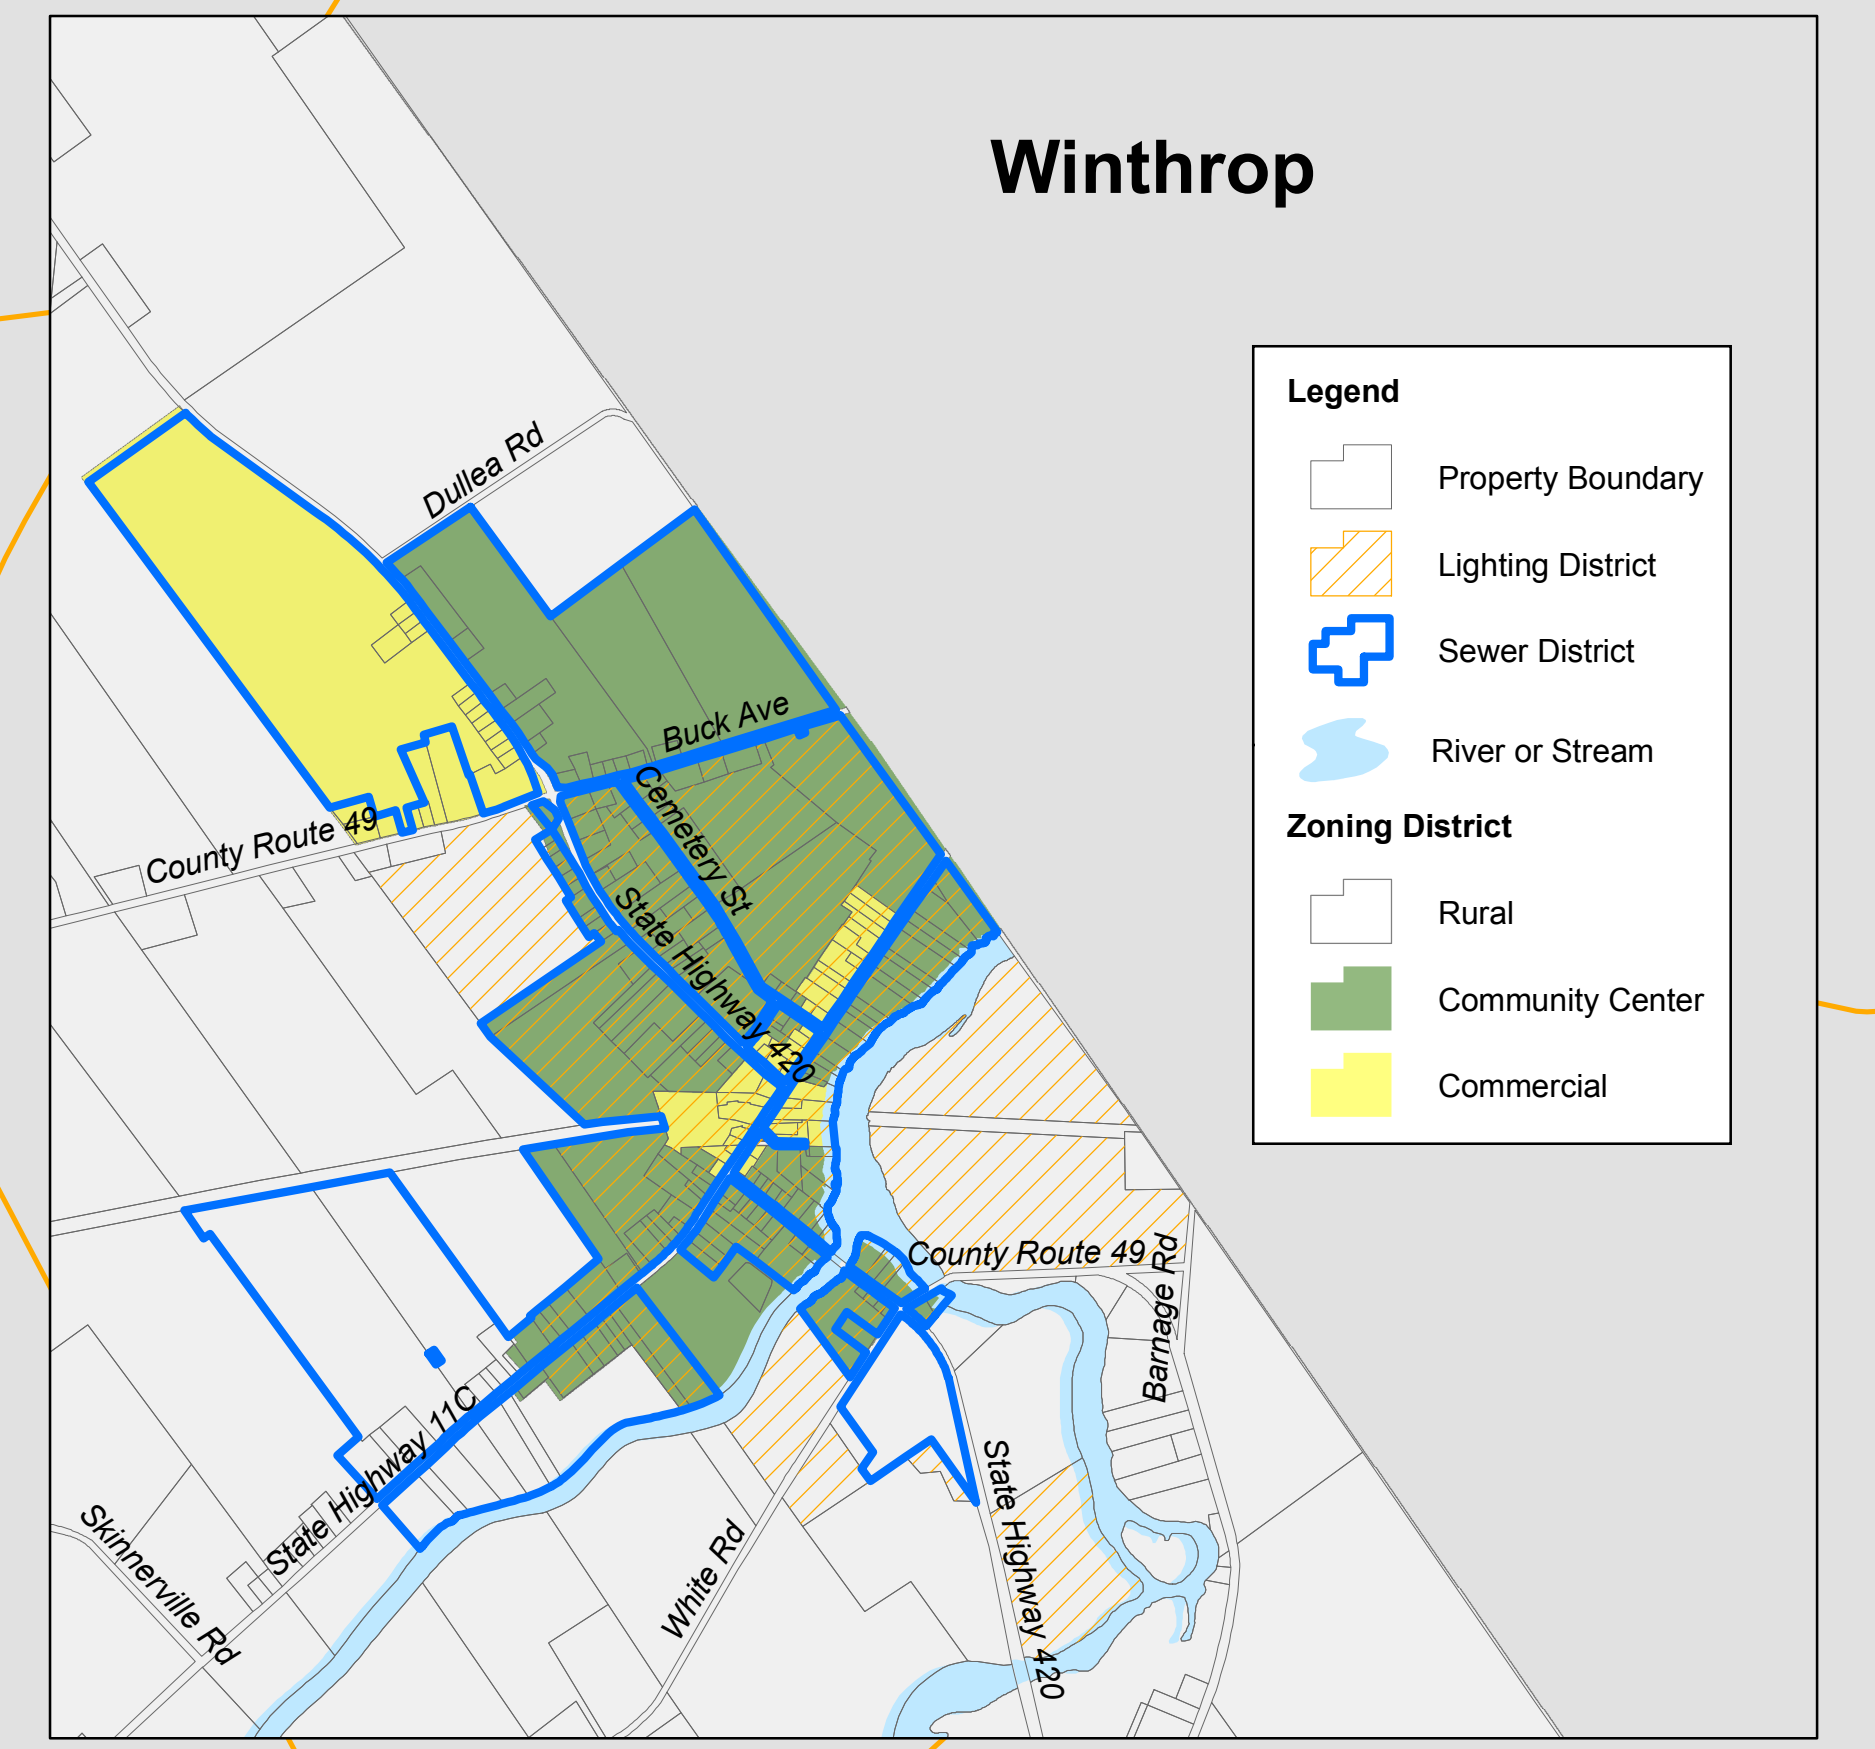 Winthrop
Legend
Property Boundary
Lighting District
Sewer District
River or Stream
Zoning District
Rural
Community Center
Commercial
Dullea Rd
Buck Ave
Cemetery St
County Route 49
State Highway 420
County Route 49
Barnage Rd
State Highway 11C
Skinnerville Rd
White Rd
State Highway 420